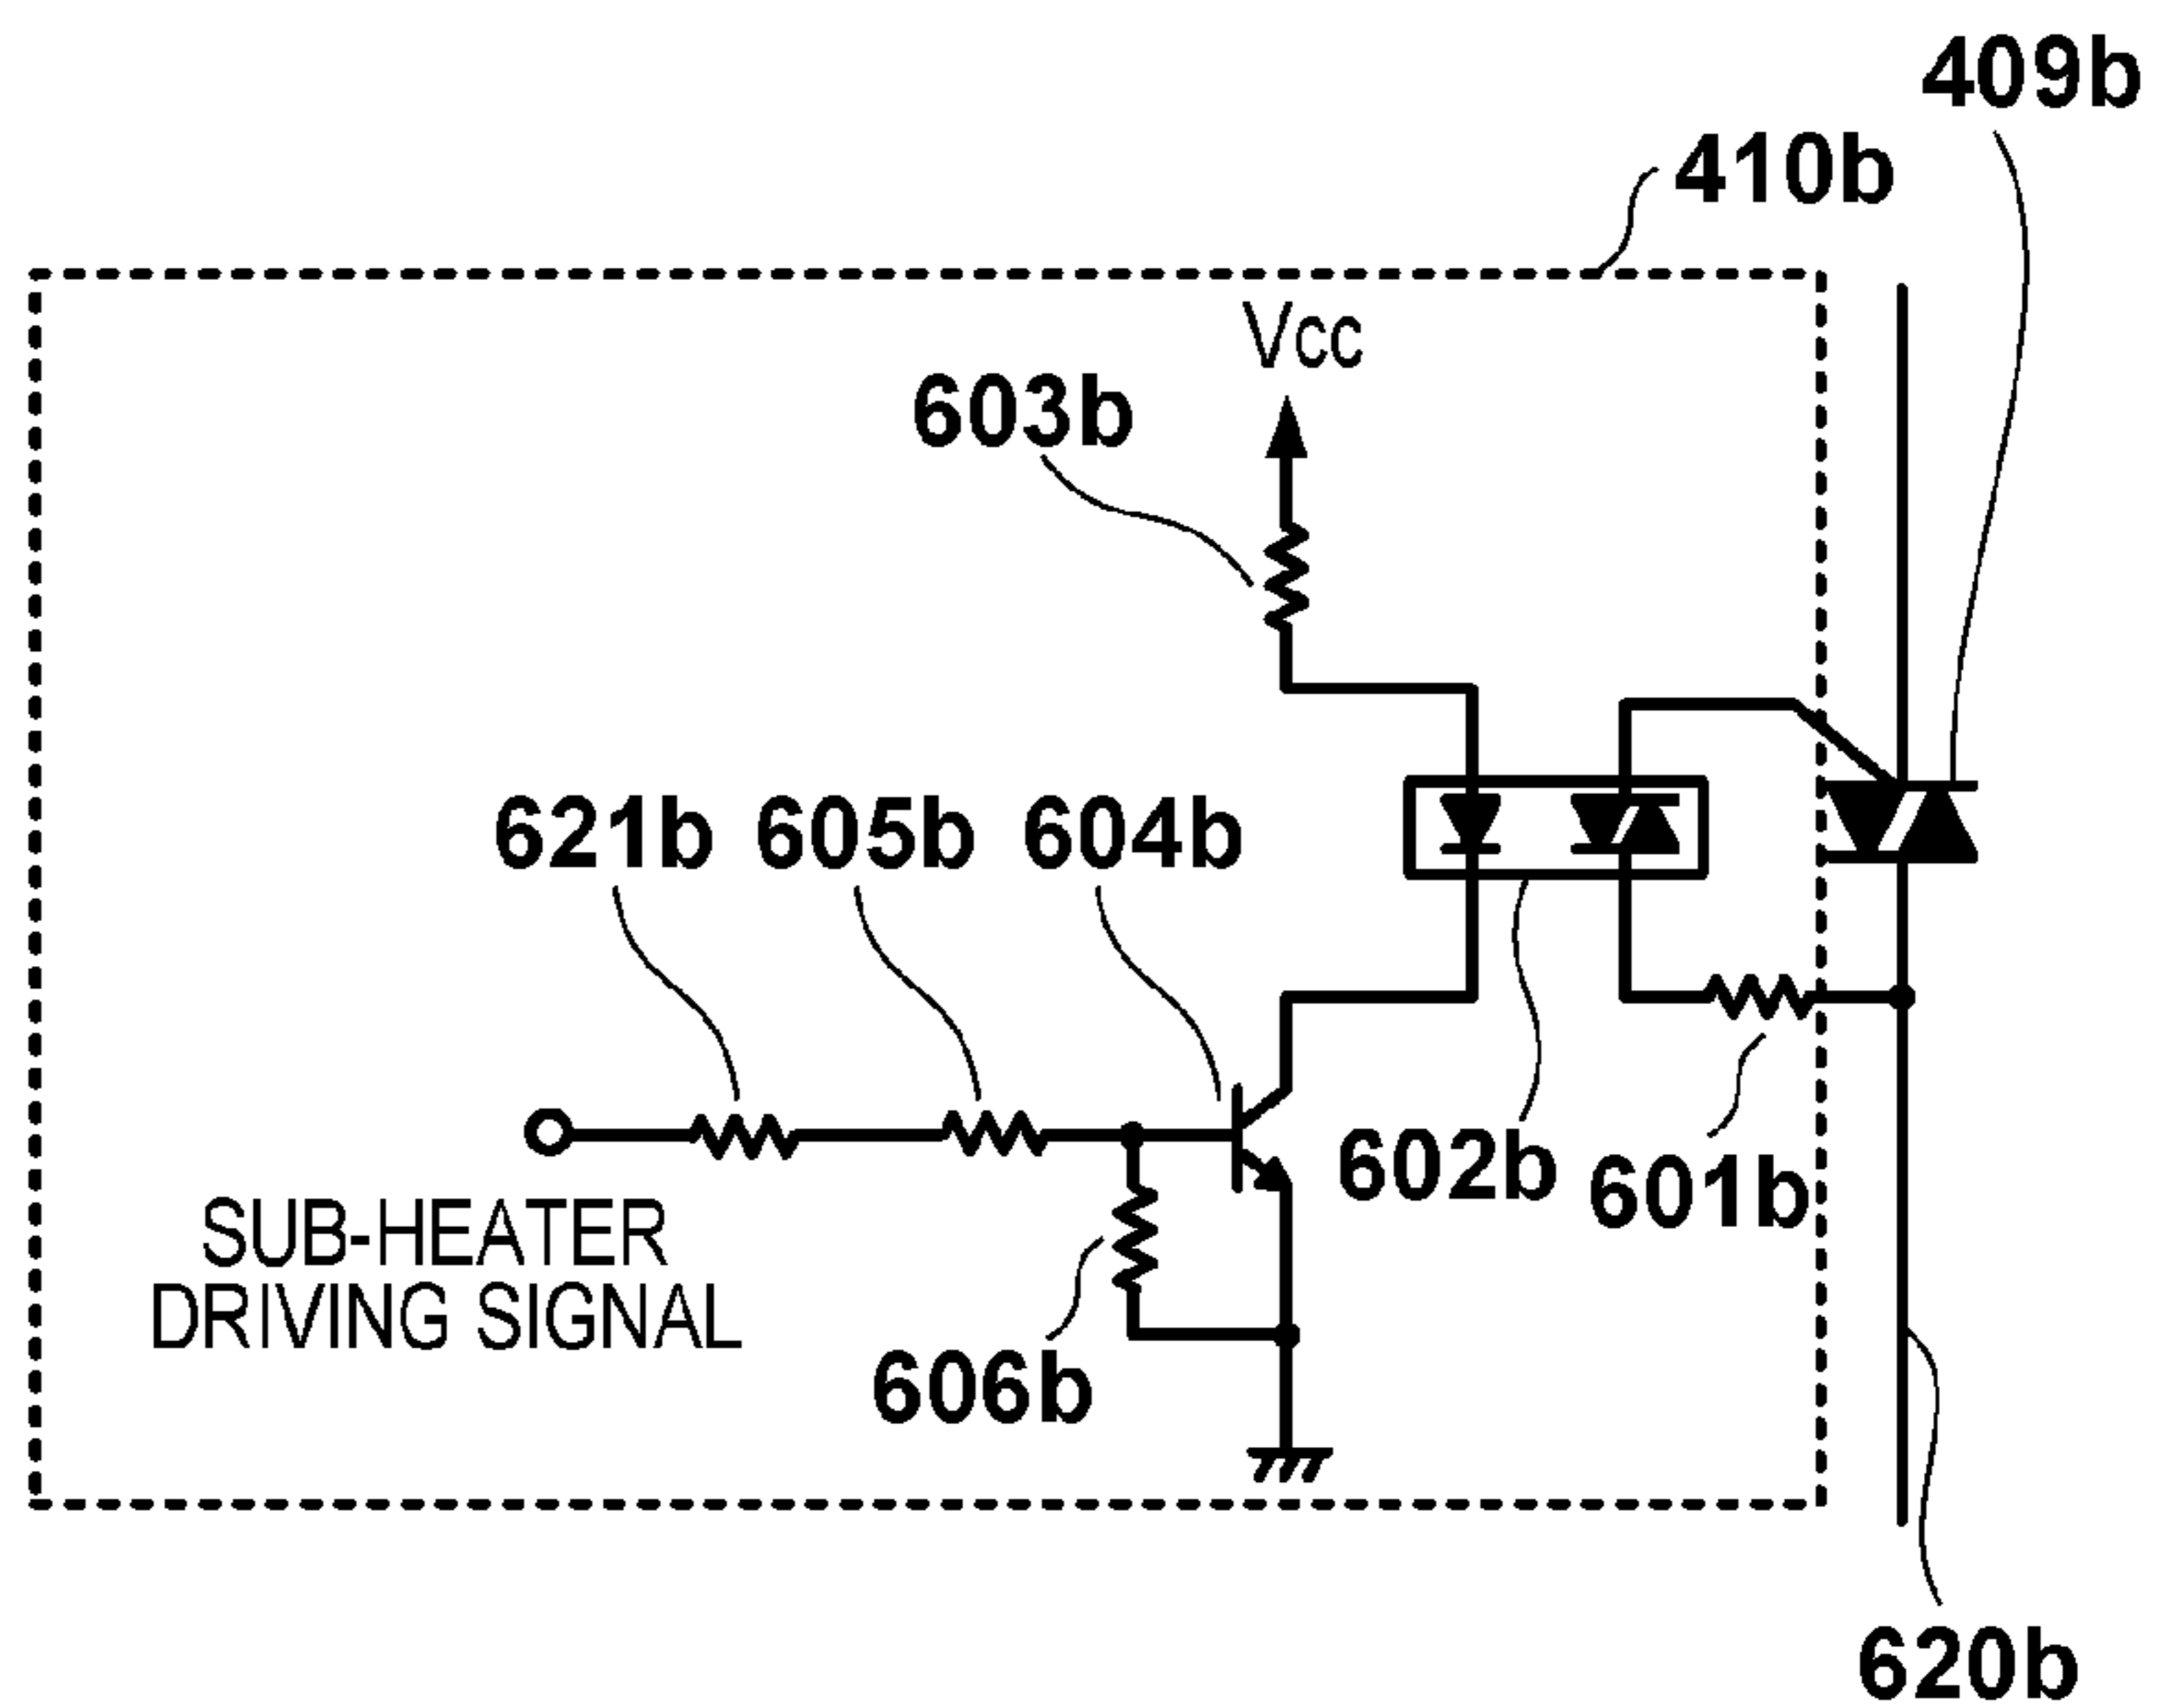 409b
410b
Vcc
603b
621b 605b 604b
602b
601b
SUB-HEATER
DRIVING SIGNAL
606b
620b